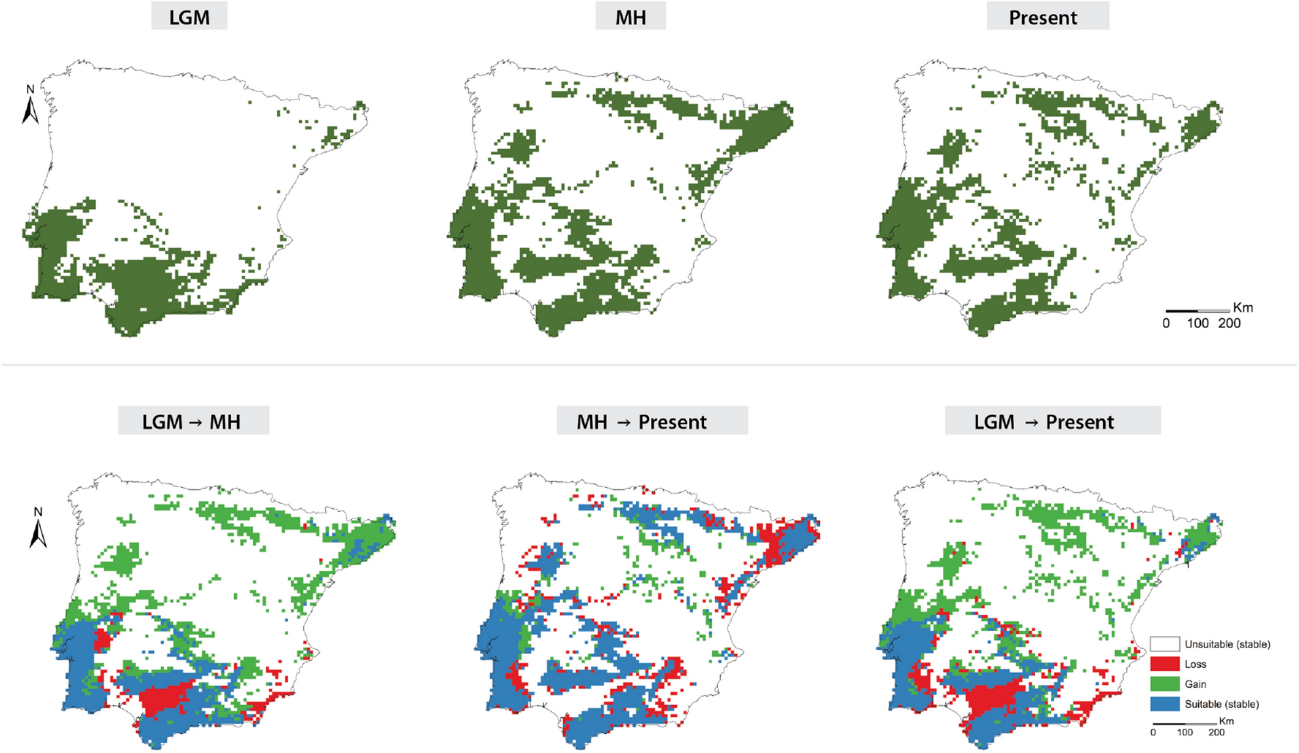 LGM
MH
Present
N
Km
0 100 200
LGM → MH
MH → Present
LGM → Present
N
Unsuitable (stable)
Loss
Gain
Suitable (stable)
Km
0 100 200